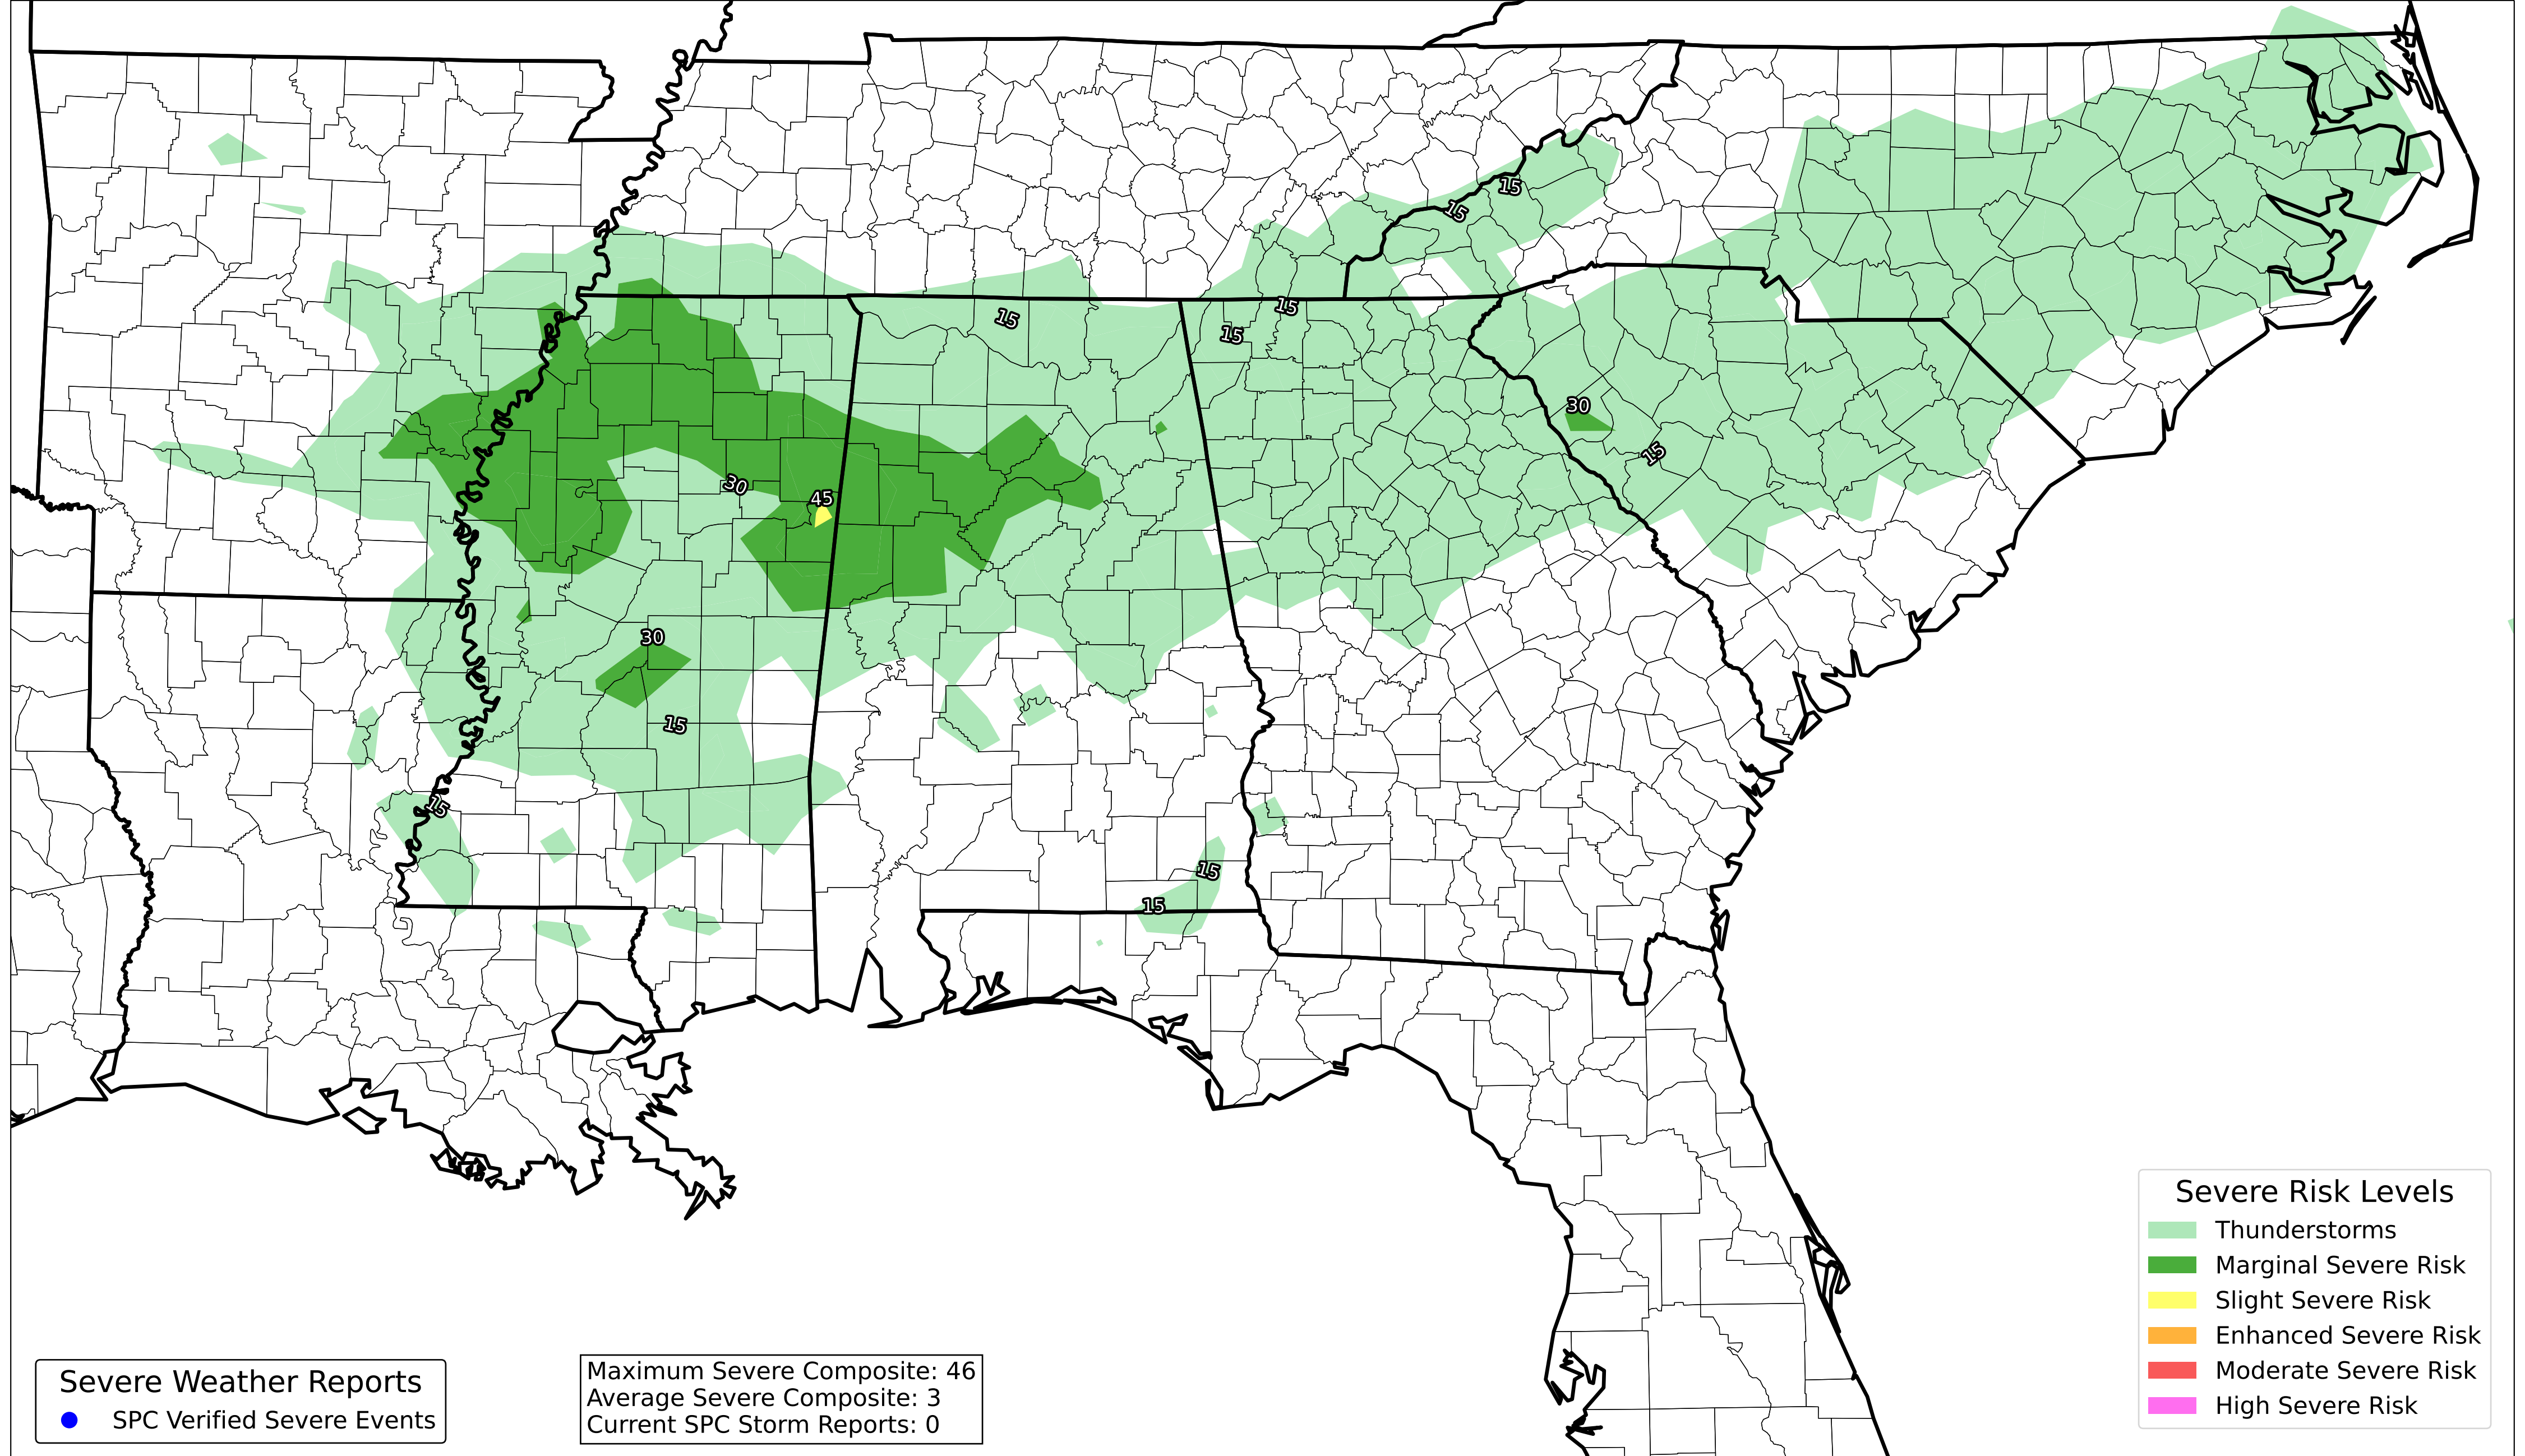 15
15
15
15
15
30
15
30
45
30
15
15
15
15
Severe Risk Levels
Thunderstorms
Marginal Severe Risk
Slight Severe Risk
Enhanced Severe Risk
Moderate Severe Risk
High Severe Risk
Severe Weather Reports
SPC Verified Severe Events
Maximum Severe Composite: 46
Average Severe Composite: 3
Current SPC Storm Reports: 0